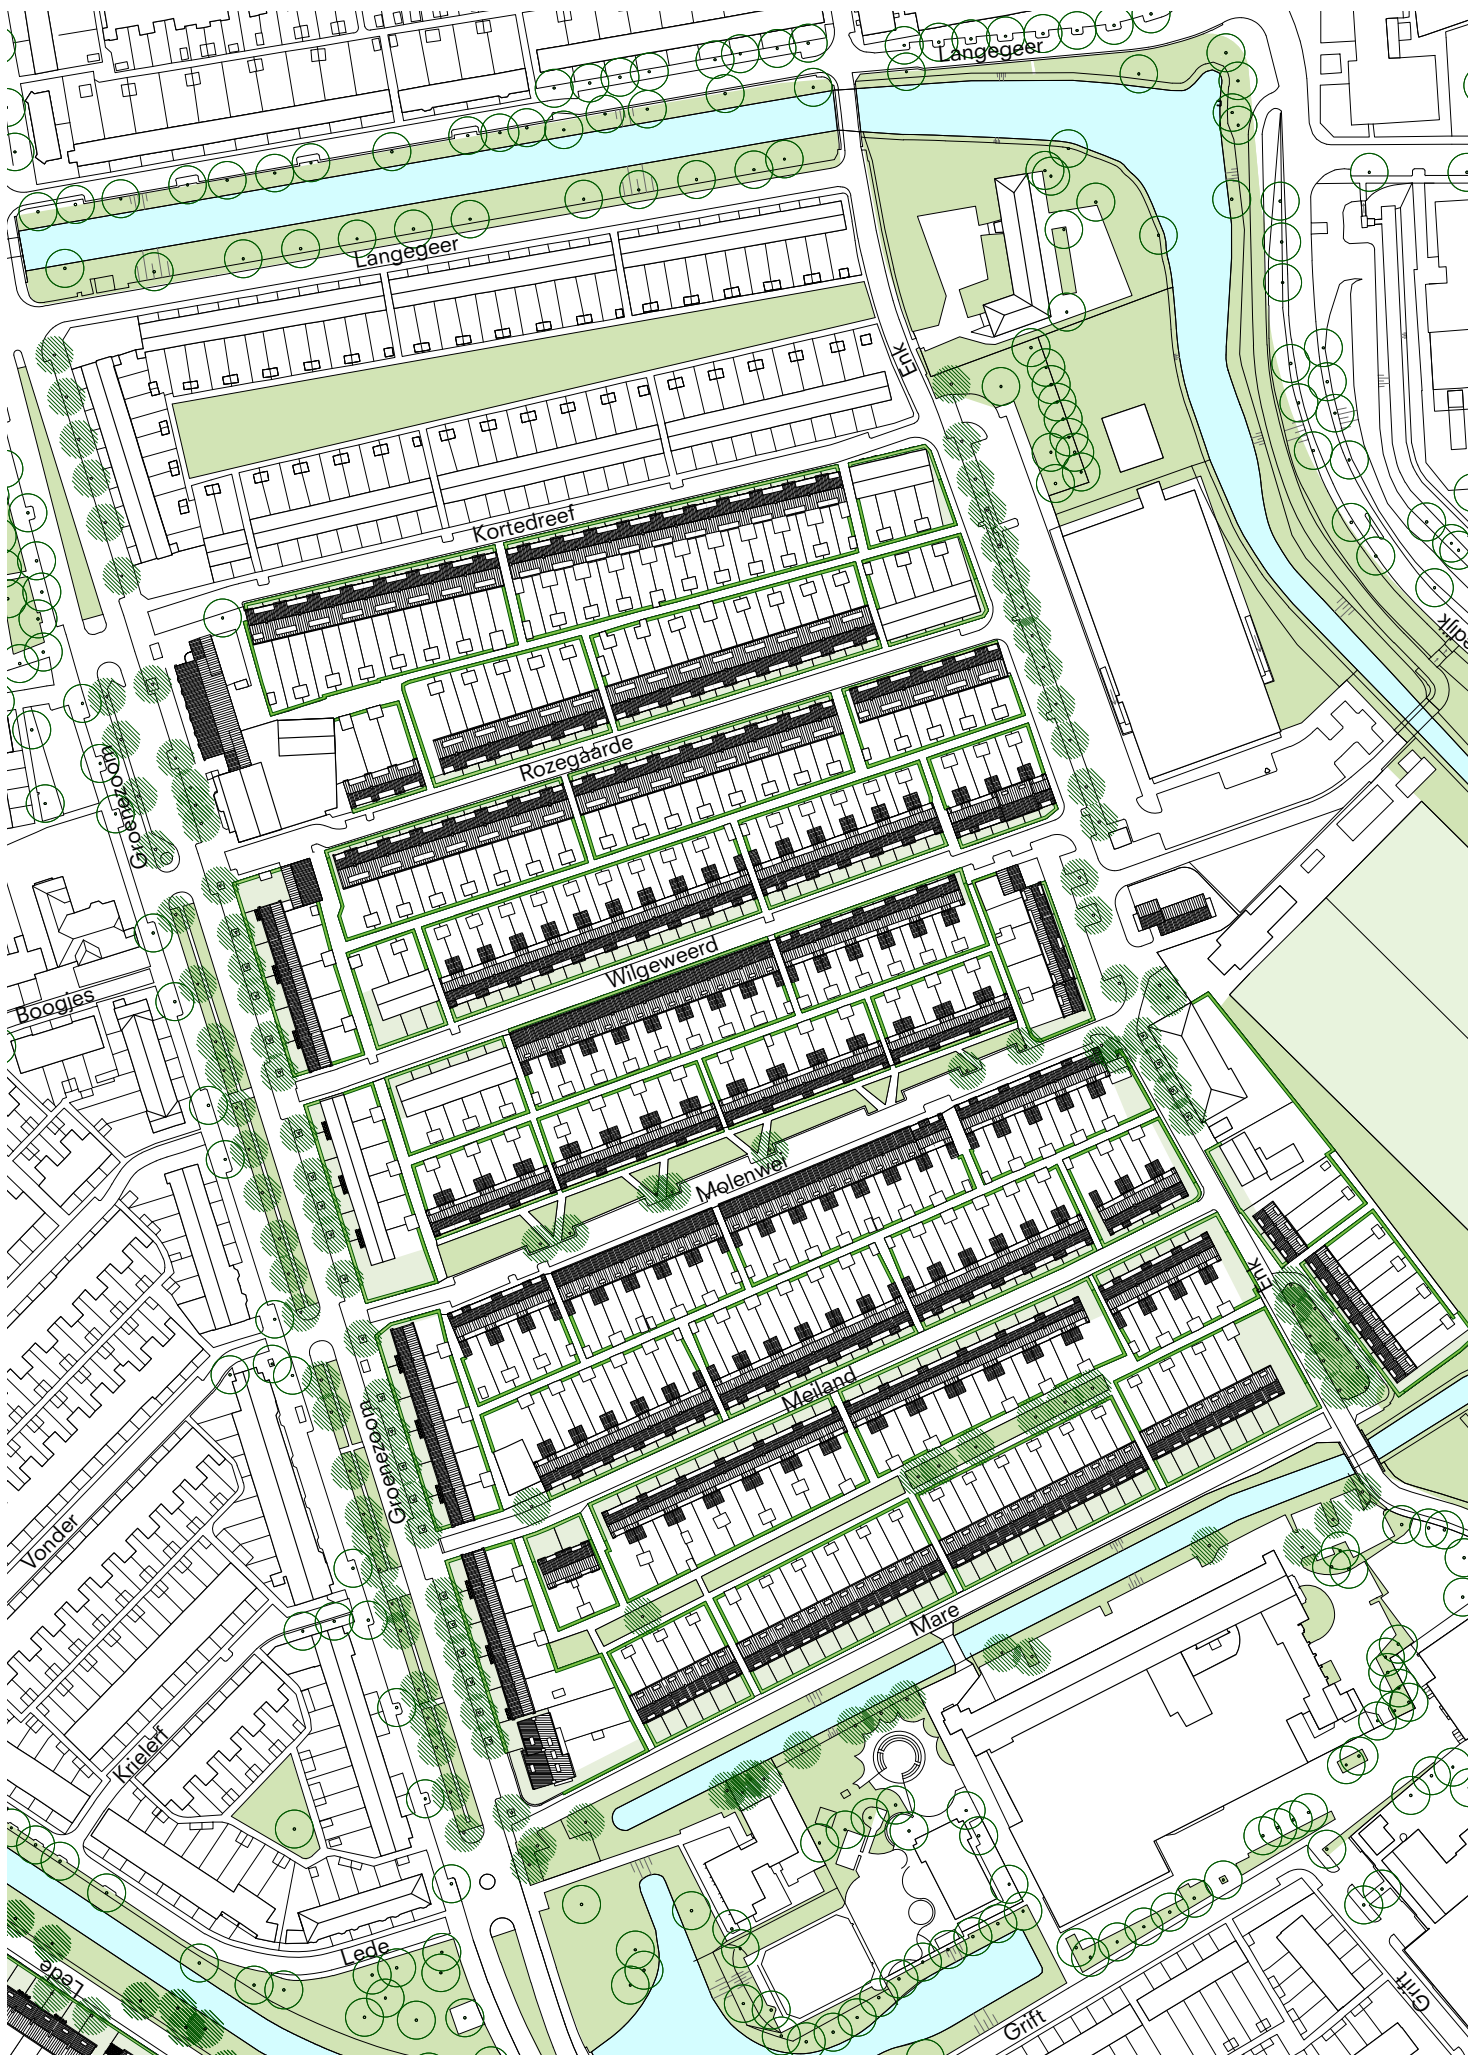 Langegeer
Langegeer
Enk
Kortedreef
Groenezoom
Rozegaarde
Wilgeweerd
Boogjes
Molenwei
Enk
Meiland
Groenezoom
Vonder
Mare
Krielerf
Lede
Lede
Grift
Grift